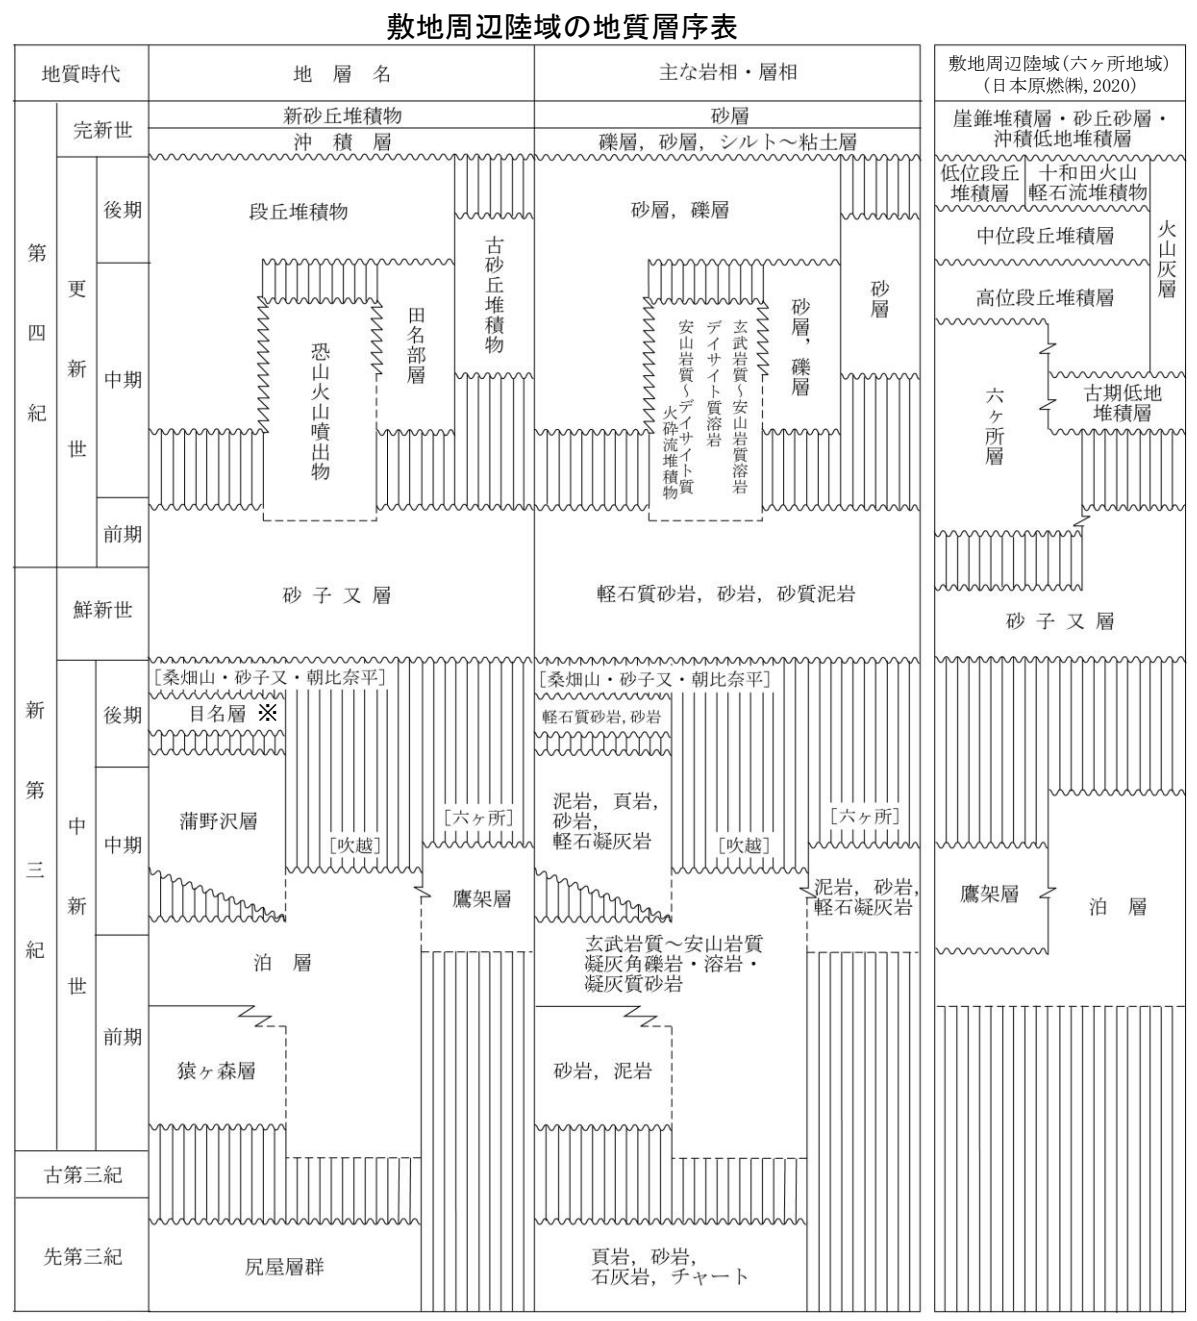 敷地周辺陸域の地質層序表
地質時代
地層名
主な岩相・層相
敷地周辺陸域(六ヶ所地域)
(日本原燃㈱, 2020)
第四紀
完新世
更新世
後期
中期
前期
新第三紀
鮮新世
中新世
後期
中期
前期
古第三紀
先第三紀
新砂丘堆積物
沖積層
段丘堆積物
古砂丘堆積物
田名部層
恐山火山噴出物
砂子又層
[桑畑山・砂子又・朝比奈平]
目名層 ※
蒲野沢層
[吹越]
[六ヶ所]
鷹架層
泊層
猿ヶ森層
尻屋層群
砂層
礫層, 砂層, シルト～粘土層
砂層, 礫層
砂層
砂層, 礫層
玄武岩質～安山岩質溶岩
デイサイト質溶岩
安山岩質～デイサイト質
火砕流堆積物
軽石質砂岩, 砂岩, 砂質泥岩
[桑畑山・砂子又・朝比奈平]
軽石質砂岩, 砂岩
泥岩, 頁岩,
砂岩,
軽石凝灰岩
[吹越]
[六ヶ所]
泥岩, 砂岩,
軽石凝灰岩
玄武岩質～安山岩質
凝灰角礫岩・溶岩・
凝灰質砂岩
砂岩, 泥岩
頁岩, 砂岩,
石灰岩, チャート
崖錐堆積層・砂丘砂層・
沖積低地堆積層
低位段丘
堆積層
十和田火山
軽石流堆積物
火山灰層
中位段丘堆積層
高位段丘堆積層
六ヶ所層
古期低地
堆積層
砂子又層
鷹架層
泊層